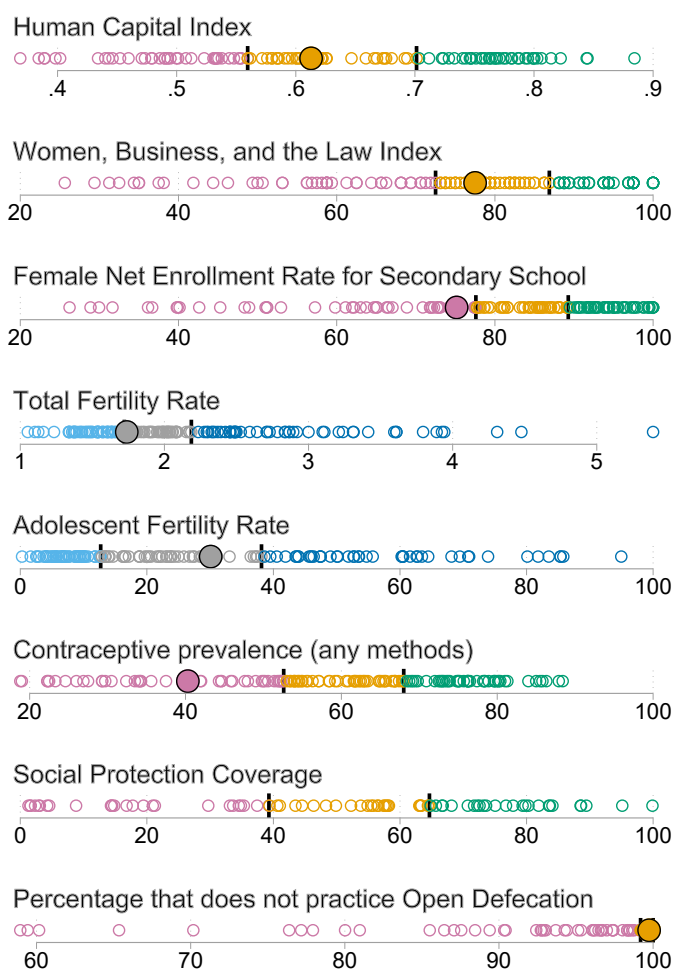 Human Capital Index
.4 .5 .6 .7 .8 .9
Women, Business, and the Law Index
20 40 60 80 100
Female Net Enrollment Rate for Secondary School
20 40 60 80 100
Total Fertility Rate
1 2 3 4 5
Adolescent Fertility Rate
0 20 40 60 80 100
Contraceptive prevalence (any methods)
20 40 60 80 100
Social Protection Coverage
0 20 40 60 80 100
Percentage that does not practice Open Defecation
60 70 80 90 100